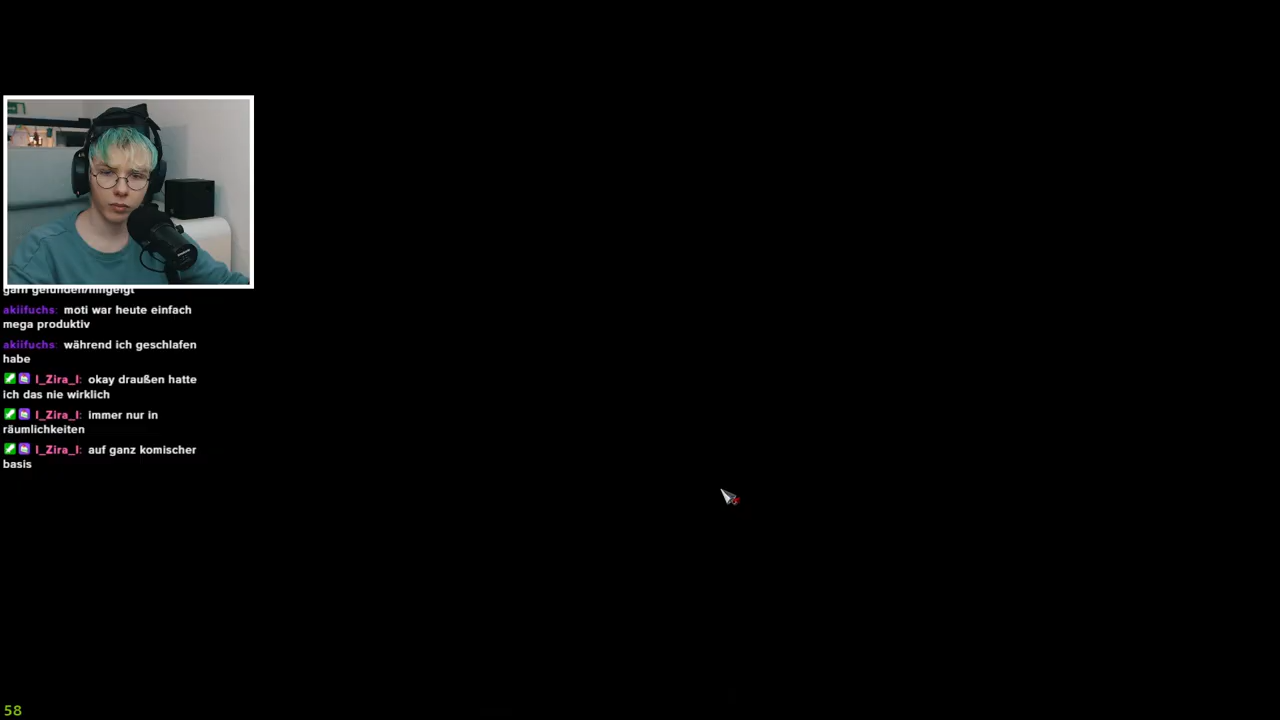 akiifuchs: moti war heute einfach
mega produktiv
akiifuchs: während ich geschlafen
habe
I_Zira_I: okay draußen hatte
ich das nie wirklich
I_Zira_I: immer nur in
räumlichkeiten
I_Zira_I: auf ganz komischer
basis
58